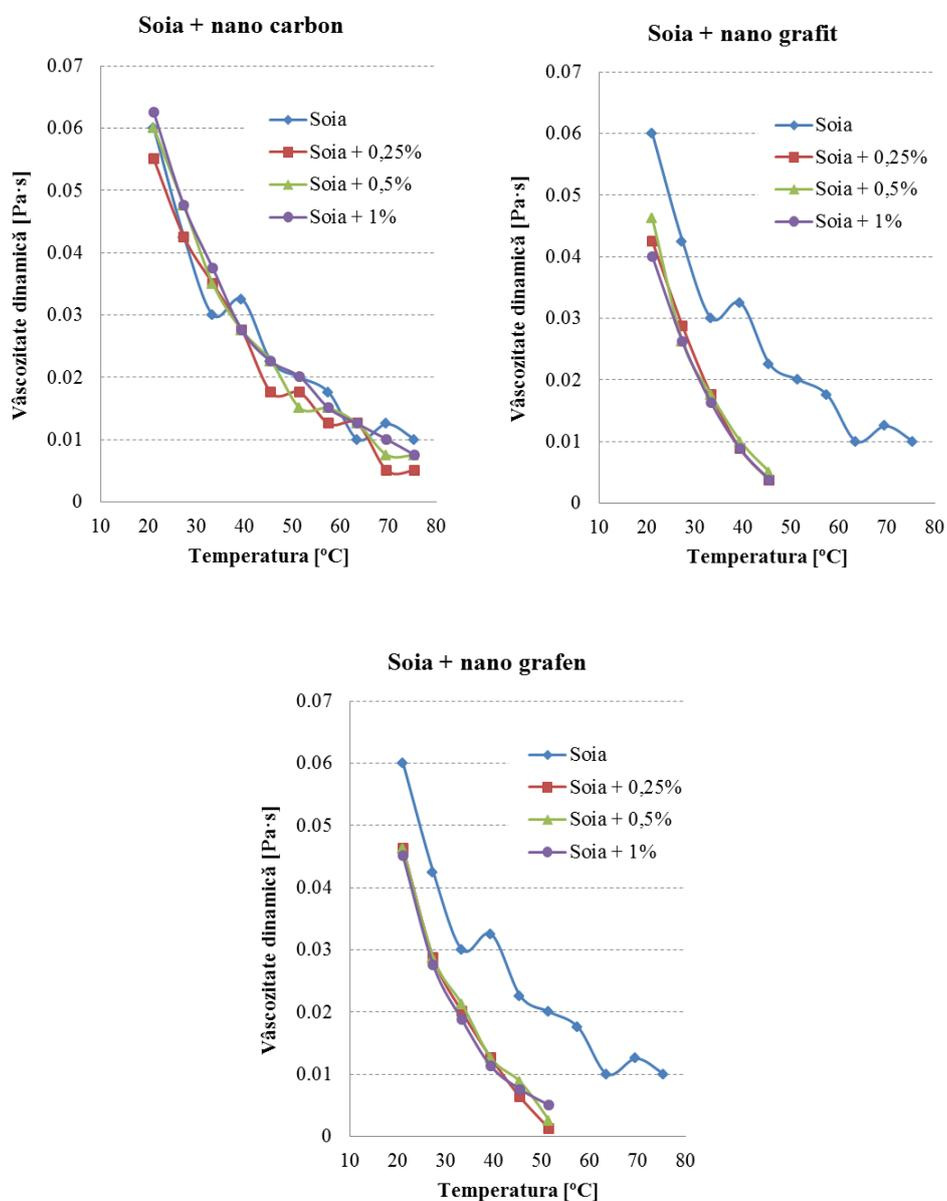 Soia + nano carbon
Vâscozitate dinamică [Pa·s]
0.07
0.06
0.05
0.04
0.03
0.02
0.01
0
10 20 30 40 50 60 70 80
Temperatura [ºC]
Soia
Soia + 0,25%
Soia + 0,5%
Soia + 1%
Soia + nano grafit
Vâscozitate dinamică [Pa·s]
0.07
0.06
0.05
0.04
0.03
0.02
0.01
0
10 20 30 40 50 60 70 80
Temperatura [ºC]
Soia
Soia + 0,25%
Soia + 0,5%
Soia + 1%
Soia + nano grafen
Vâscozitate dinamică [Pa·s]
0.07
0.06
0.05
0.04
0.03
0.02
0.01
0
10 20 30 40 50 60 70 80
Temperatura [ºC]
Soia
Soia + 0,25%
Soia + 0,5%
Soia + 1%